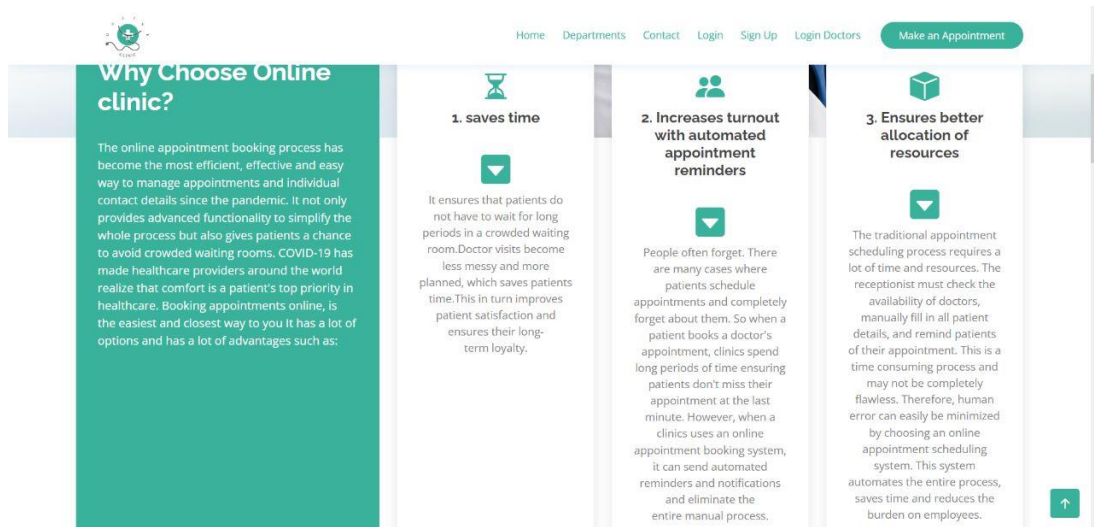 Home Departments Contact Login Sign Up Login Doctors Make an Appointment
CLINIC
Why Choose Online
clinic?
The online appointment booking process has
become the most efficient, effective and easy
way to manage appointments and individual
contact details since the pandemic. It not only
provides advanced functionality to simplify the
whole process but also gives patients a chance
to avoid crowded waiting rooms. COVID-19 has
made healthcare providers around the world
realize that comfort is a patient's top priority in
healthcare. Booking appointments online, is
the easiest and closest way to you It has a lot of
options and has a lot of advantages such as:
1. saves time
It ensures that patients do
not have to wait for long
periods in a crowded waiting
room.Doctor visits become
less messy and more
planned, which saves patients
time.This in turn improves
patient satisfaction and
ensures their long-
term loyalty.
2. Increases turnout
with automated
appointment
reminders
People often forget. There
are many cases where
patients schedule
appointments and completely
forget about them. So when a
patient books a doctor's
appointment, clinics spend
long periods of time ensuring
patients don't miss their
appointment at the last
minute. However, when a
clinics uses an online
appointment booking system,
it can send automated
reminders and notifications
and eliminate the
entire manual process.
3. Ensures better
allocation of
resources
The traditional appointment
scheduling process requires a
lot of time and resources. The
receptionist must check the
availability of doctors,
manually fill in all patient
details, and remind patients
of their appointment. This is a
time consuming process and
may not be completely
flawless. Therefore, human
error can easily be minimized
by choosing an online
appointment scheduling
system. This system
automates the entire process,
saves time and reduces the
burden on employees.